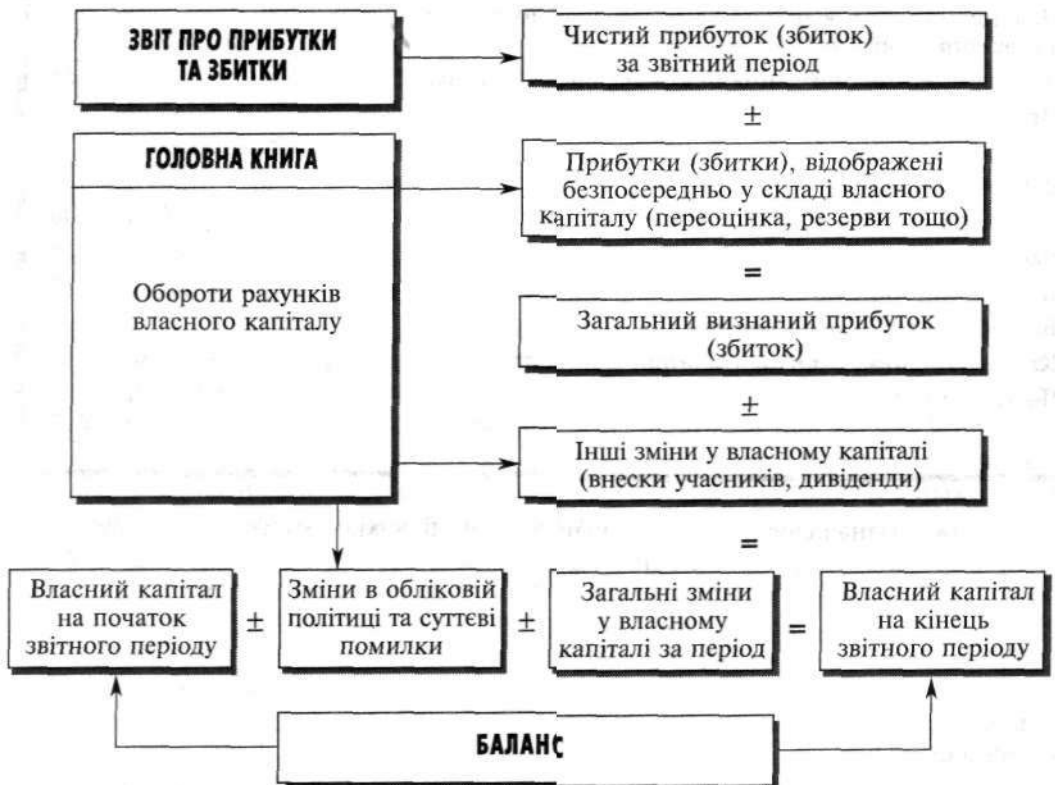 ЗВІТ ПРО ПРИБУТКИ
ТА ЗБИТКИ
Чистий прибуток (збиток)
за звітний період
±
ГОЛОВНА КНИГА
Прибутки (збитки), відображені
безпосередньо у складі власного
капіталу (переоцінка, резерви тощо)
=
Обороти рахунків
власного капіталу
Загальний визнаний прибуток
(збиток)
±
Інші зміни у власному капіталі
(внески учасників, дивіденди)
=
Власний капітал
на початок
звітного періоду
±
Зміни в обліковій
політиці та суттєві
помилки
±
Загальні зміни
у власному
капіталі за період
=
Власний капітал
на кінець
звітного періоду
БАЛАНС